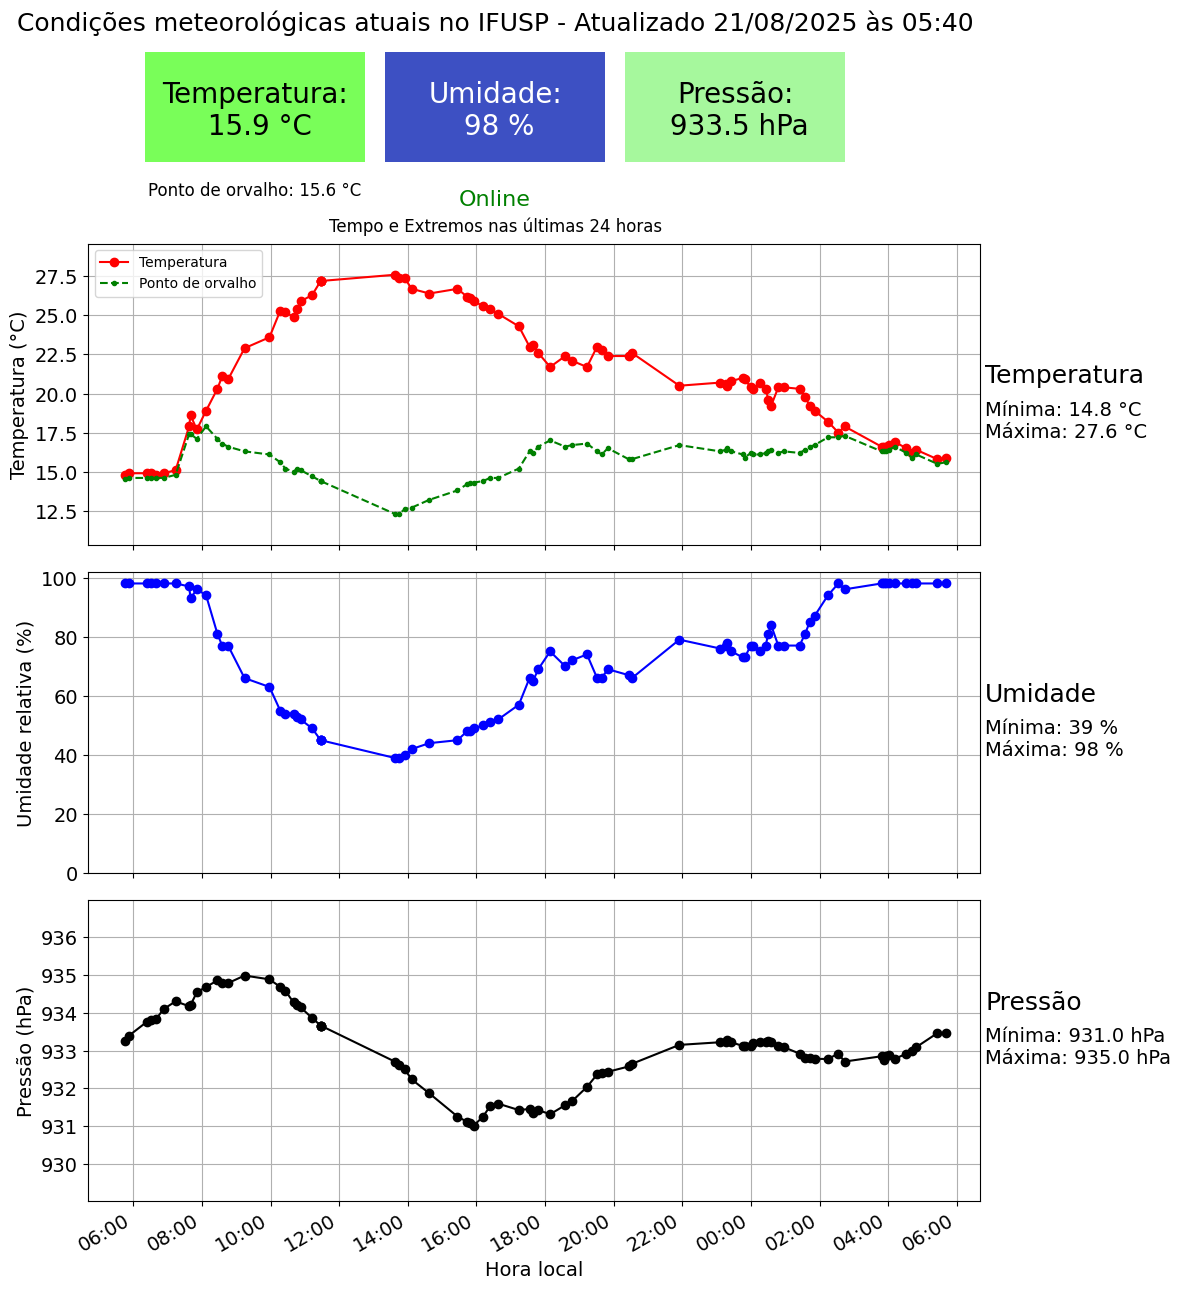 Condições meteorológicas atuais no IFUSP - Atualizado 21/08/2025 às 05:40
Temperatura:
15.9 °C
Umidade:
98 %
Pressão:
933.5 hPa
Ponto de orvalho: 15.6 °C
Online
Tempo e Extremos nas últimas 24 horas
Temperatura
Ponto de orvalho
Temperatura (°C)
27.5
25.0
22.5
20.0
17.5
15.0
12.5
Temperatura
Mínima: 14.8 °C
Máxima: 27.6 °C
Umidade relativa (%)
100
80
60
40
20
0
Umidade
Mínima: 39 %
Máxima: 98 %
Pressão (hPa)
936
935
934
933
932
931
930
Pressão
Mínima: 931.0 hPa
Máxima: 935.0 hPa
06:00 08:00 10:00 12:00 14:00 16:00 18:00 20:00 22:00 00:00 02:00 04:00 06:00
Hora local